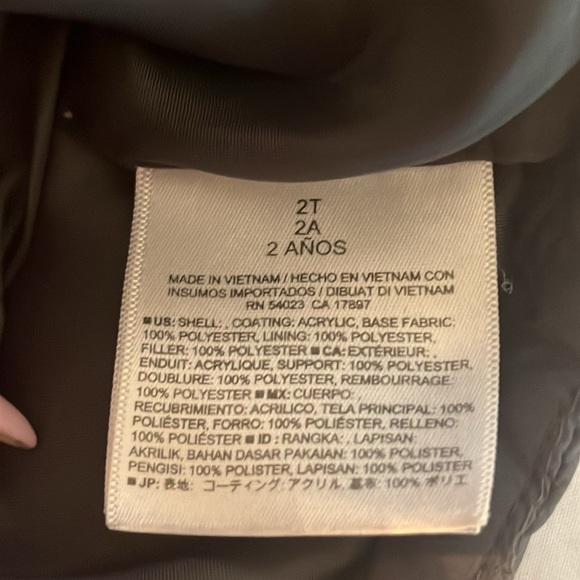 2T
2A
2 AÑOS
MADE IN VIETNAM / HECHO EN VIETNAM CON
INSUMOS IMPORTADOS / DIBUAT DI VIETNAM
RN 54023 CA 17897
■ US: SHELL: , COATING: ACRYLIC, BASE FABRIC:
100% POLYESTER, LINING: 100% POLYESTER,
FILLER: 100% POLYESTER ■ CA: EXTÉRIEUR: ,
ENDUIT: ACRYLIQUE, SUPPORT: 100% POLYESTER,
DOUBLURE: 100% POLYESTER, REMBOURRAGE:
100% POLYESTER ■ MX: CUERPO: ,
RECUBRIMIENTO: ACRILICO, TELA PRINCIPAL: 100%
POLIÉSTER, FORRO: 100% POLIÉSTER, RELLENO:
100% POLIÉSTER ■ ID : RANGKA: , LAPISAN:
AKRILIK, BAHAN DASAR PAKAIAN: 100% POLISTER,
PENGISI: 100% POLISTER, LAPISAN: 100% POLISTER
■ JP: 表地: コーティング: アクリル, 基布: 100% ポリエ